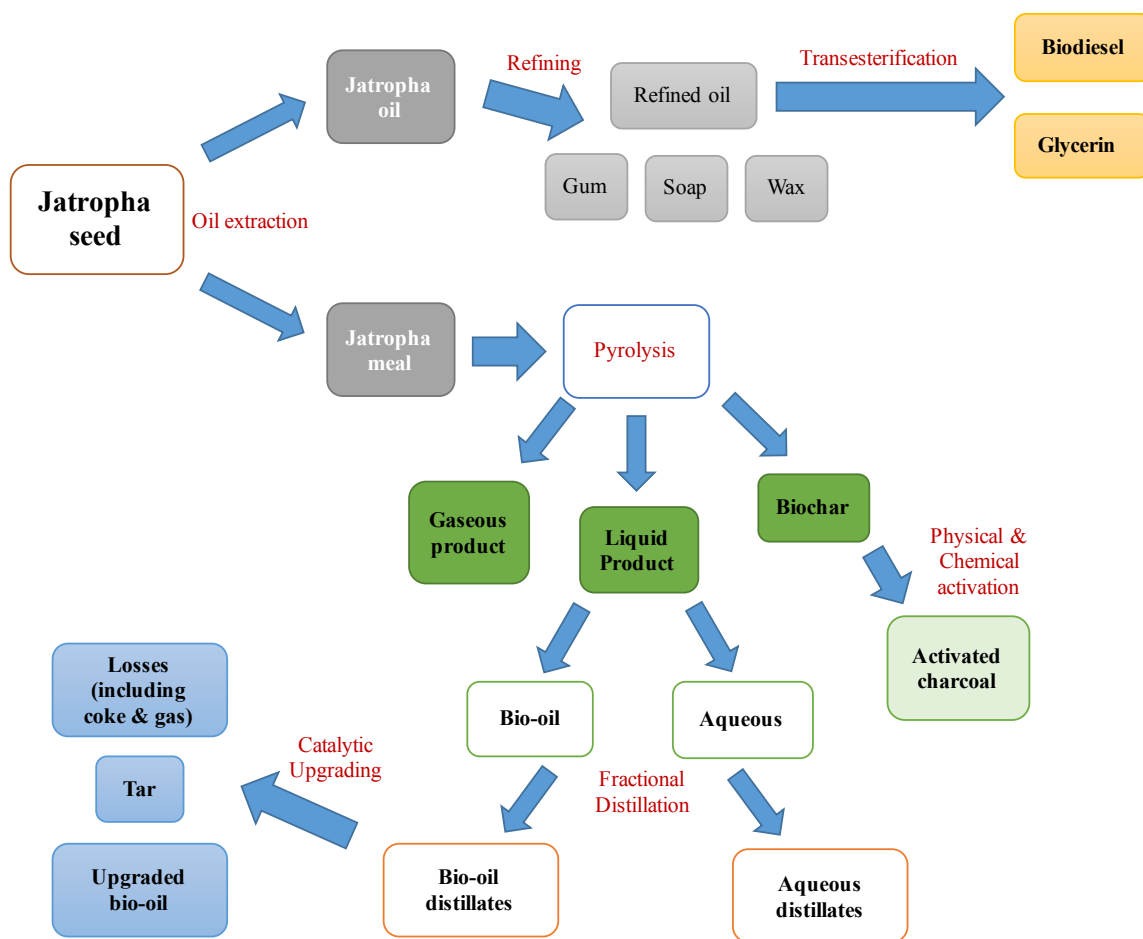 Biodiesel
Refining
Transesterification
Jatropha
oil
Refined oil
Glycerin
Gum
Soap
Wax
Jatropha
seed
Oil extraction
Jatropha
meal
Pyrolysis
Gaseous
product
Liquid
Product
Biochar
Physical &
Chemical
activation
Activated
charcoal
Losses
(including
coke & gas)
Bio-oil
Aqueous
Catalytic
Upgrading
Fractional
Distillation
Tar
Upgraded
bio-oil
Bio-oil
distillates
Aqueous
distillates